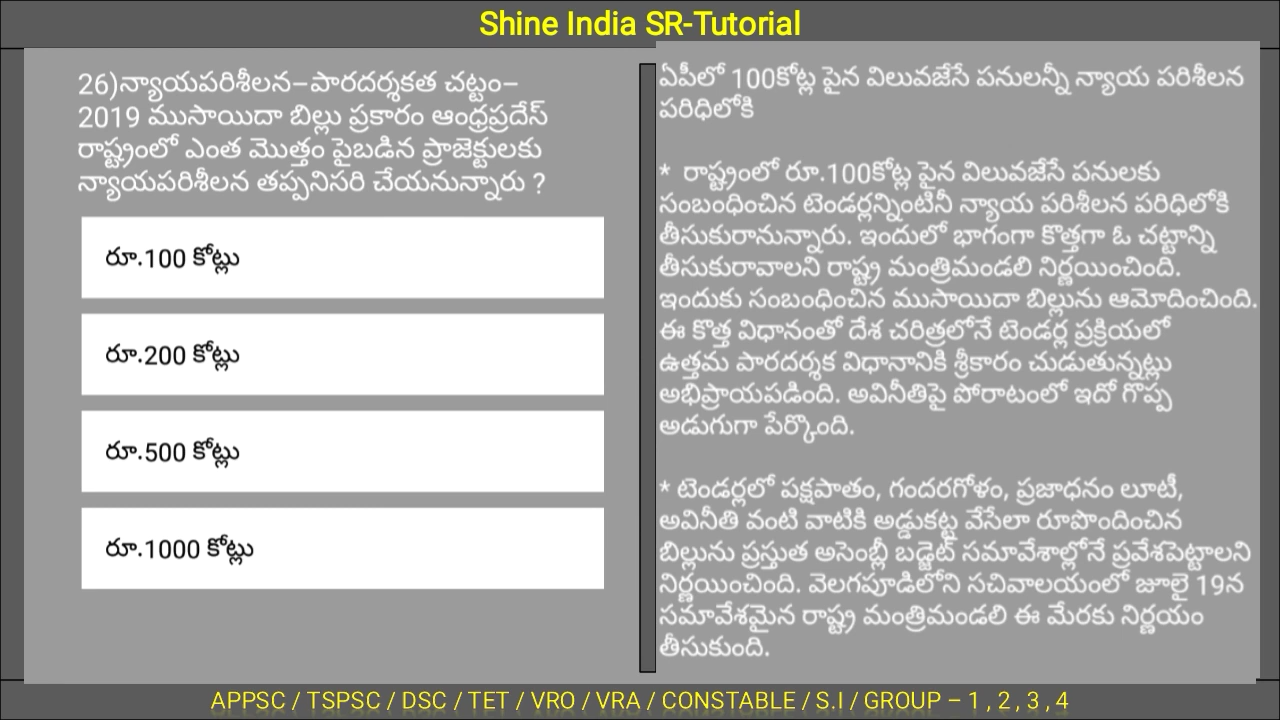 Shine India SR-Tutorial
26)న్యాయపరిశీలన–పారదర్శకత చట్టం–
2019 ముసాయిదా బిల్లు ప్రకారం ఆంధ్రప్రదేస్
రాష్ట్రంలో ఎంత మొత్తం పైబడిన ప్రాజెక్టులకు
న్యాయపరిశీలన తప్పనిసరి చేయనున్నారు ?
రూ.100 కోట్లు
రూ.200 కోట్లు
రూ.500 కోట్లు
రూ.1000 కోట్లు
ఏపీలో 100కోట్ల పైన విలువజేసే పనులన్నీ న్యాయ పరిశీలన
పరిధిలోకి
* రాష్ట్రంలో రూ.100కోట్ల పైన విలువజేసే పనులకు
సంబంధించిన టెండర్లన్నింటినీ న్యాయ పరిశీలన పరిధిలోకి
తీసుకురానున్నారు. ఇందులో భాగంగా కొత్తగా ఓ చట్టాన్ని
తీసుకురావాలని రాష్ట్ర మంత్రిమండలి నిర్ణయించింది.
ఇందుకు సంబంధించిన ముసాయిదా బిల్లును ఆమోదించింది.
ఈ కొత్త విధానంతో దేశ చరిత్రలోనే టెండర్ల ప్రక్రియలో
ఉత్తమ పారదర్శక విధానానికి శ్రీకారం చుడుతున్నట్లు
అభిప్రాయపడింది. అవినీతిపై పోరాటంలో ఇదో గొప్ప
అడుగుగా పేర్కొంది.
* టెండర్లలో పక్షపాతం, గందరగోళం, ప్రజాధనం లూటీ,
అవినీతి వంటి వాటికి అడ్డుకట్ట వేసేలా రూపొందించిన
బిల్లును ప్రస్తుత అసెంబ్లీ బడ్జెట్ సమావేశాల్లోనే ప్రవేశపెట్టాలని
నిర్ణయించింది. వెలగపూడిలోని సచివాలయంలో జూలై 19న
సమావేశమైన రాష్ట్ర మంత్రిమండలి ఈ మేరకు నిర్ణయం
తీసుకుంది.
APPSC / TSPSC / DSC / TET / VRO / VRA / CONSTABLE / S.I / GROUP – 1 , 2 , 3 , 4